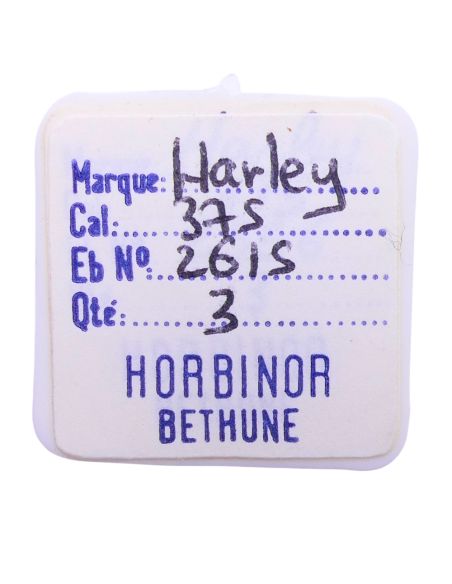 Marque: Harley
Cal: 375
Eb Nº: 2615
Qté: 3
HORBINOR
BETHUNE